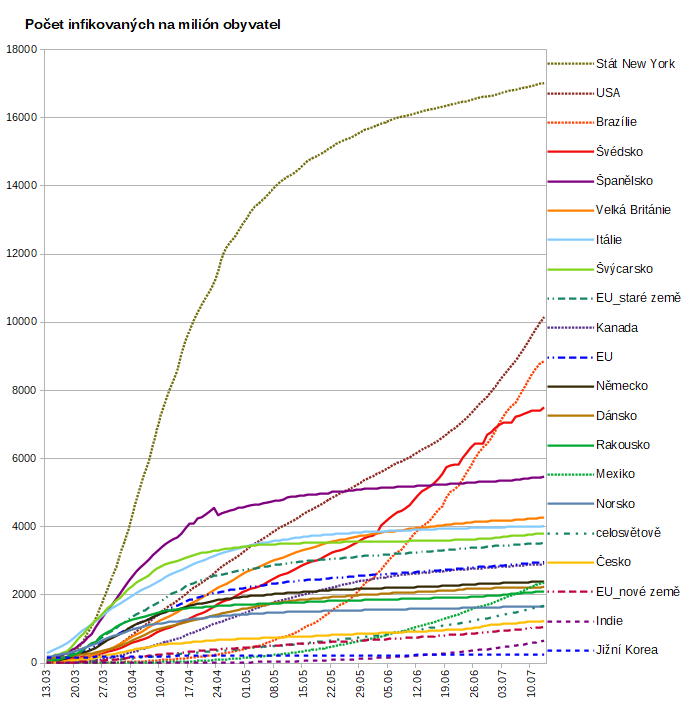 Počet infikovaných na milión obyvatel
18000
16000
14000
12000
10000
8000
6000
4000
2000
0
13.03
20.03
27.03
03.04
10.04
17.04
24.04
01.05
08.05
15.05
22.05
29.05
05.06
12.06
19.06
26.06
03.07
10.07
Stát New York
USA
Brazílie
Švédsko
Španělsko
Velká Británie
Itálie
Švýcarsko
EU_staré země
Kanada
EU
Německo
Dánsko
Rakousko
Mexiko
Norsko
celosvětově
Česko
EU_nové země
Indie
Jižní Korea